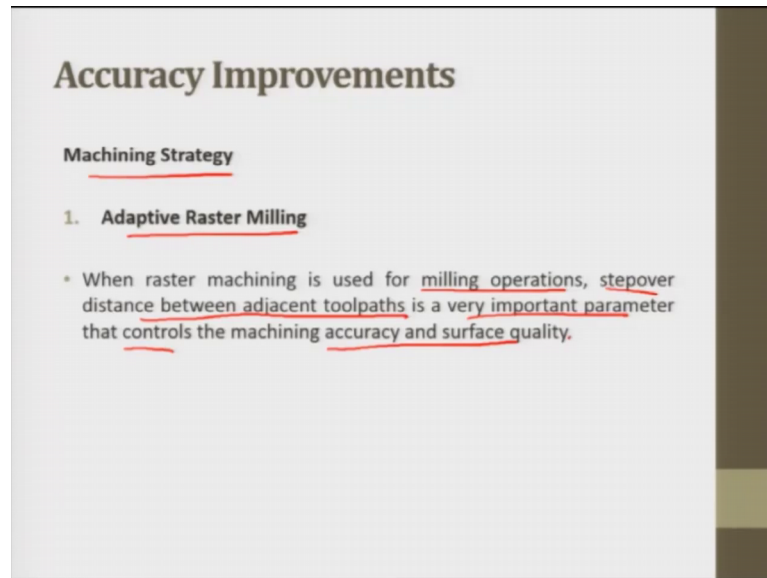 Accuracy Improvements
Machining Strategy
1. Adaptive Raster Milling
• When raster machining is used for milling operations, stepover
distance between adjacent toolpaths is a very important parameter
that controls the machining accuracy and surface quality.